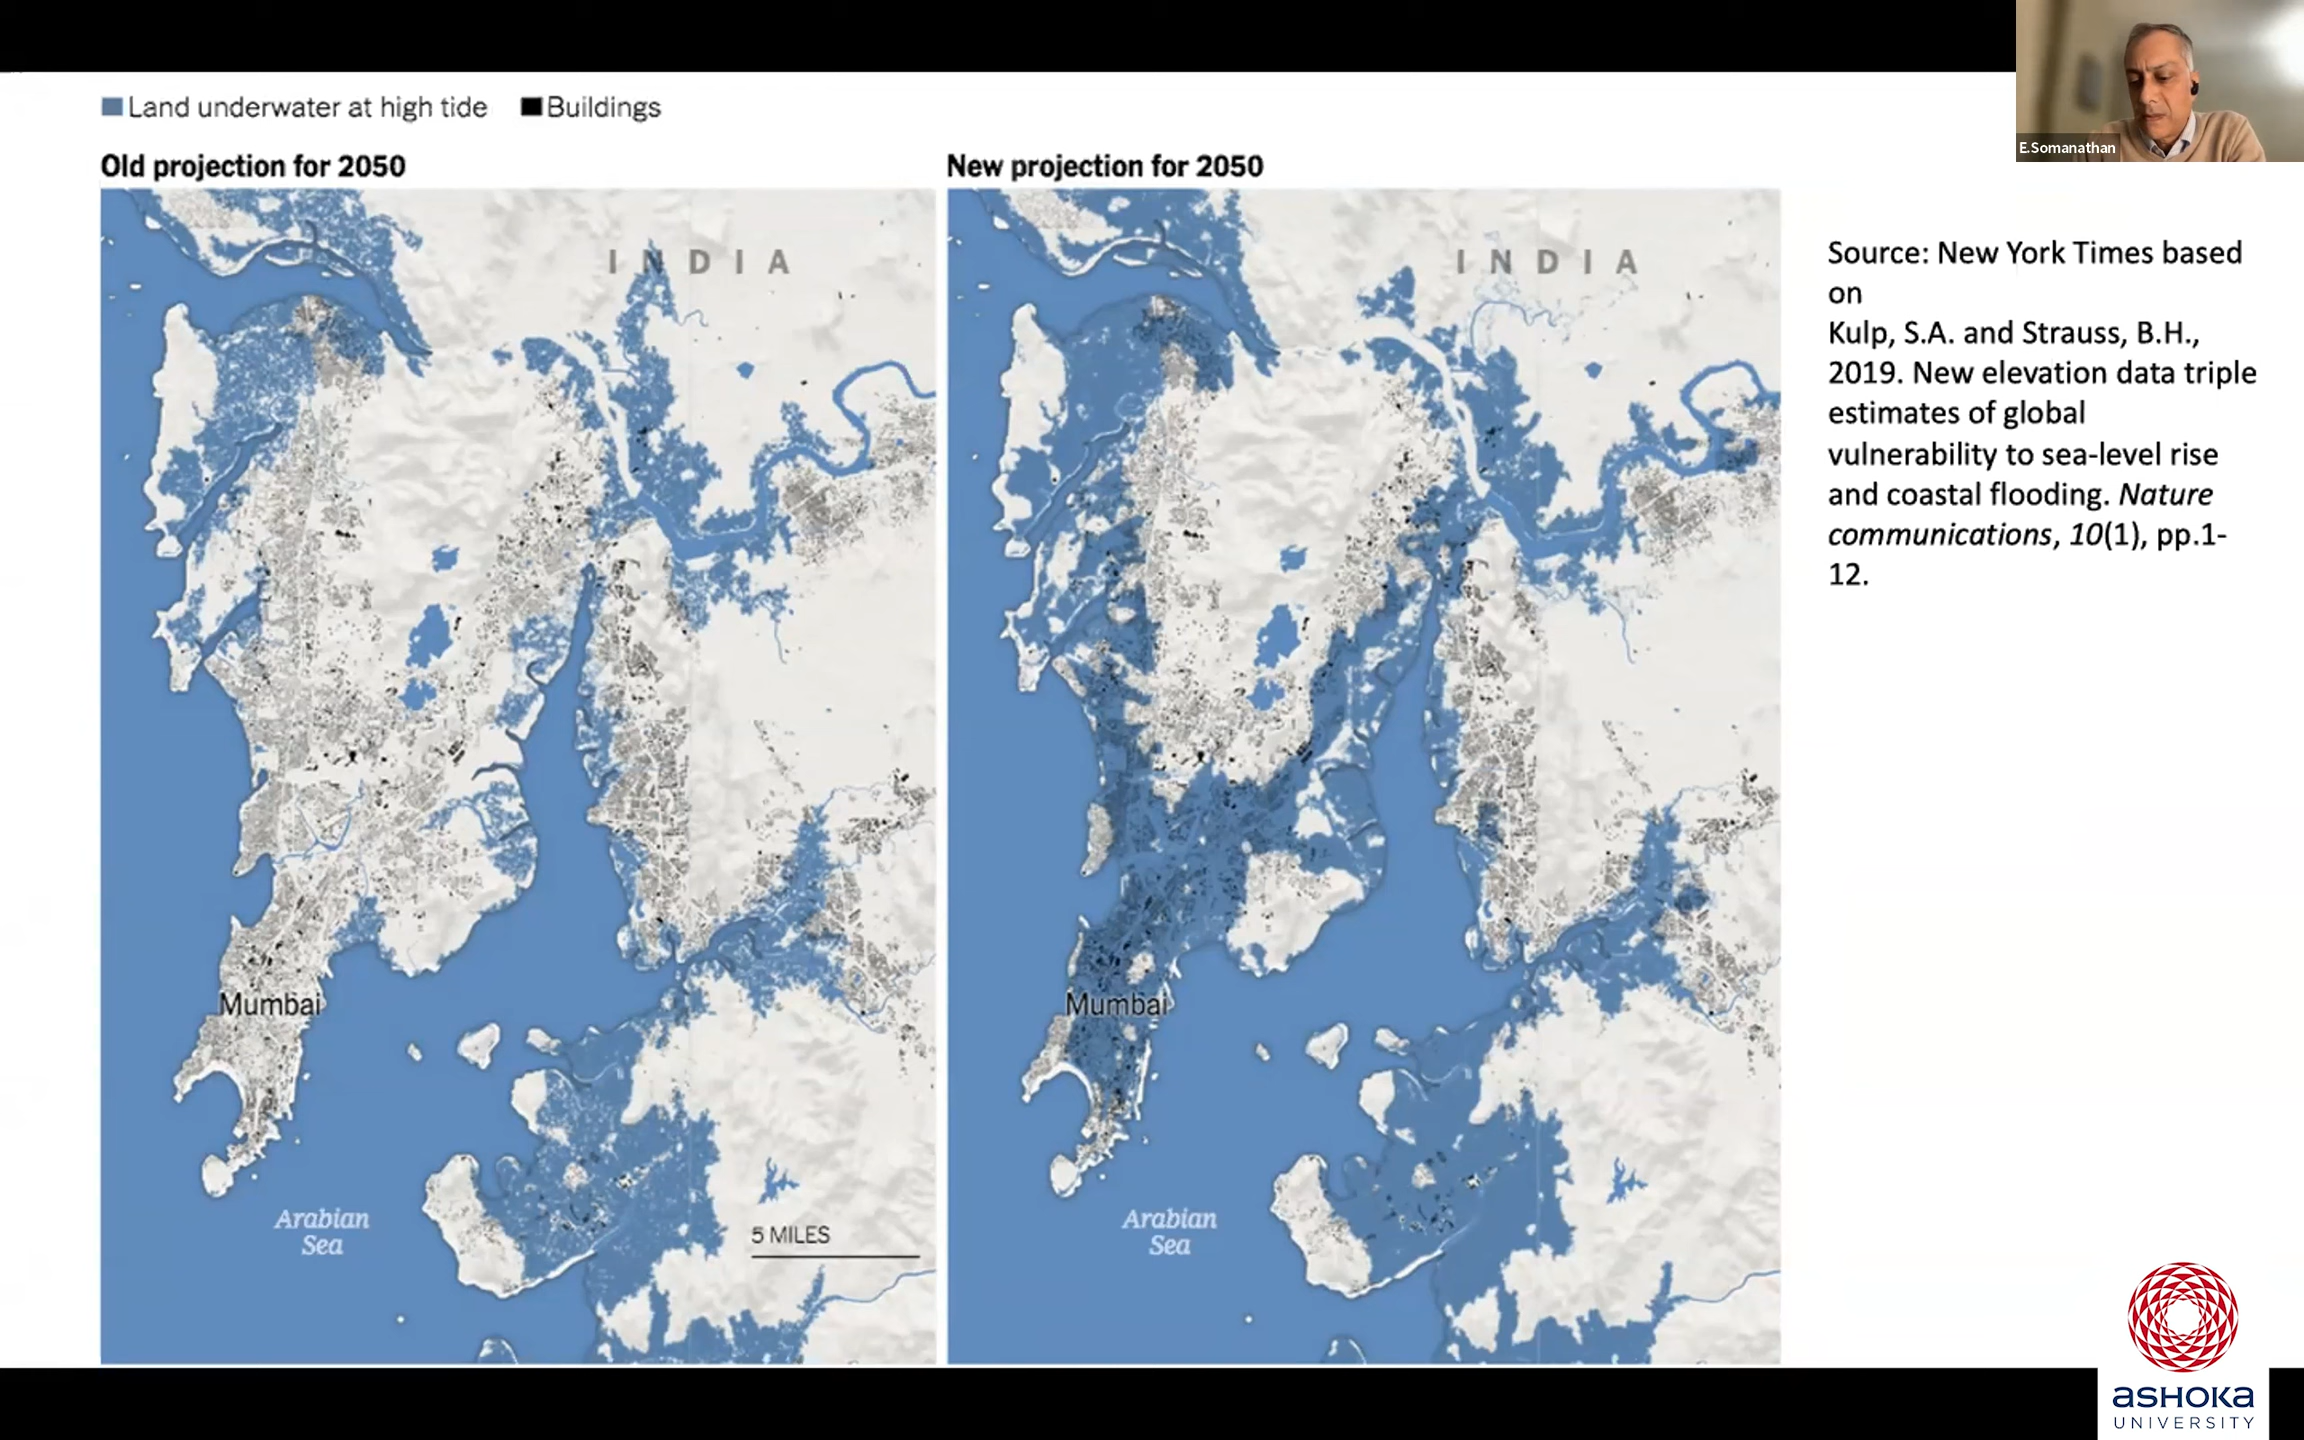 E.Somanathan
Land underwater at high tide
Buildings
Old projection for 2050
New projection for 2050
INDIA
Mumbai
Arabian
Sea
5 MILES
INDIA
Mumbai
Arabian
Sea
Source: New York Times based
on
Kulp, S.A. and Strauss, B.H.,
2019. New elevation data triple
estimates of global
vulnerability to sea-level rise
and coastal flooding. Nature
communications, 10(1), pp.1-
12.
ASHOKA
UNIVERSITY